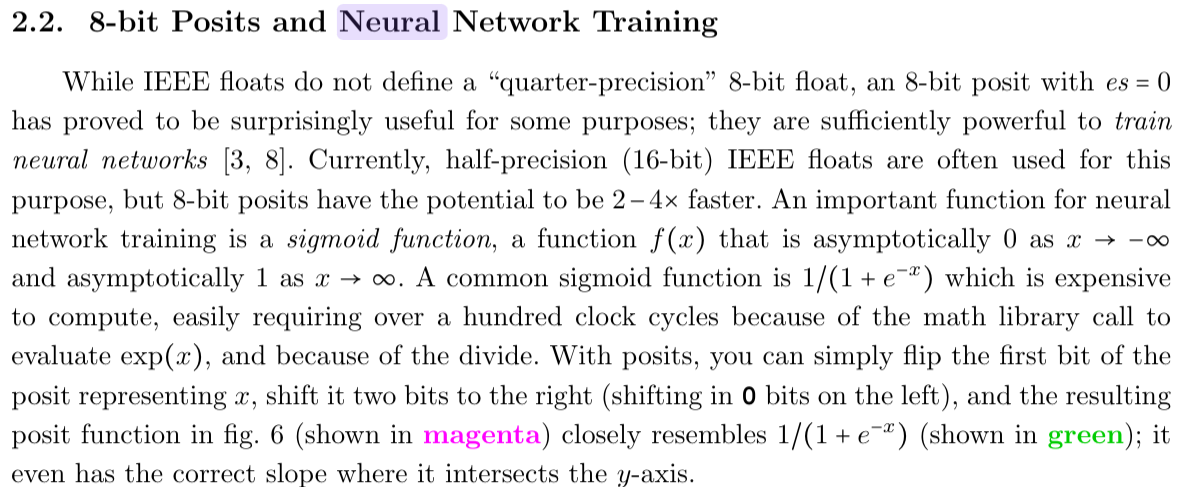 2.2. 8-bit Posits and Neural Network Training
While IEEE floats do not define a “quarter-precision” 8-bit float, an 8-bit posit with es = 0
has proved to be surprisingly useful for some purposes; they are sufficiently powerful to train
neural networks [3, 8]. Currently, half-precision (16-bit) IEEE floats are often used for this
purpose, but 8-bit posits have the potential to be 2–4× faster. An important function for neural
network training is a sigmoid function, a function f(x) that is asymptotically 0 as x → −∞
and asymptotically 1 as x → ∞. A common sigmoid function is 1/(1 + e⁻ˣ) which is expensive
to compute, easily requiring over a hundred clock cycles because of the math library call to
evaluate exp(x), and because of the divide. With posits, you can simply flip the first bit of the
posit representing x, shift it two bits to the right (shifting in 0 bits on the left), and the resulting
posit function in fig. 6 (shown in magenta) closely resembles 1/(1 + e⁻ˣ) (shown in green); it
even has the correct slope where it intersects the y-axis.